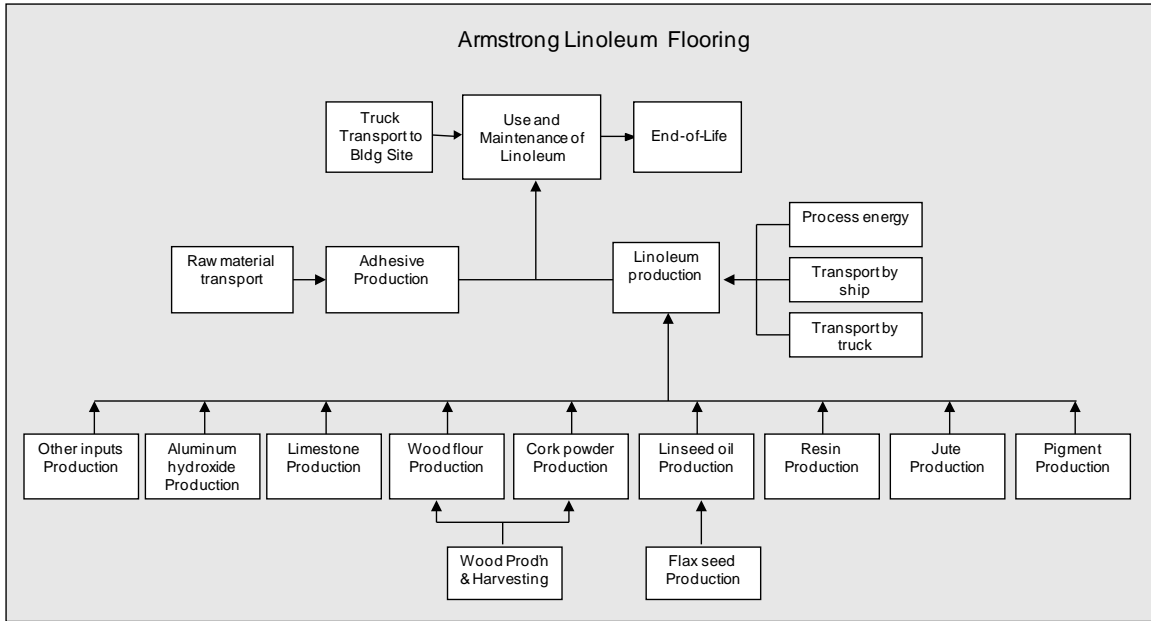 Armstrong Linoleum Flooring
Truck
Transport to
Bldg Site
Use and
Maintenance of
Linoleum
End-of-Life
Process energy
Raw material
transport
Adhesive
Production
Linoleum
production
Transport by
ship
Transport by
truck
Other inputs
Production
Aluminum
hydroxide
Production
Limestone
Production
Wood flour
Production
Cork powder
Production
Linseed oil
Production
Resin
Production
Jute
Production
Pigment
Production
Wood Prod'n
& Harvesting
Flax seed
Production